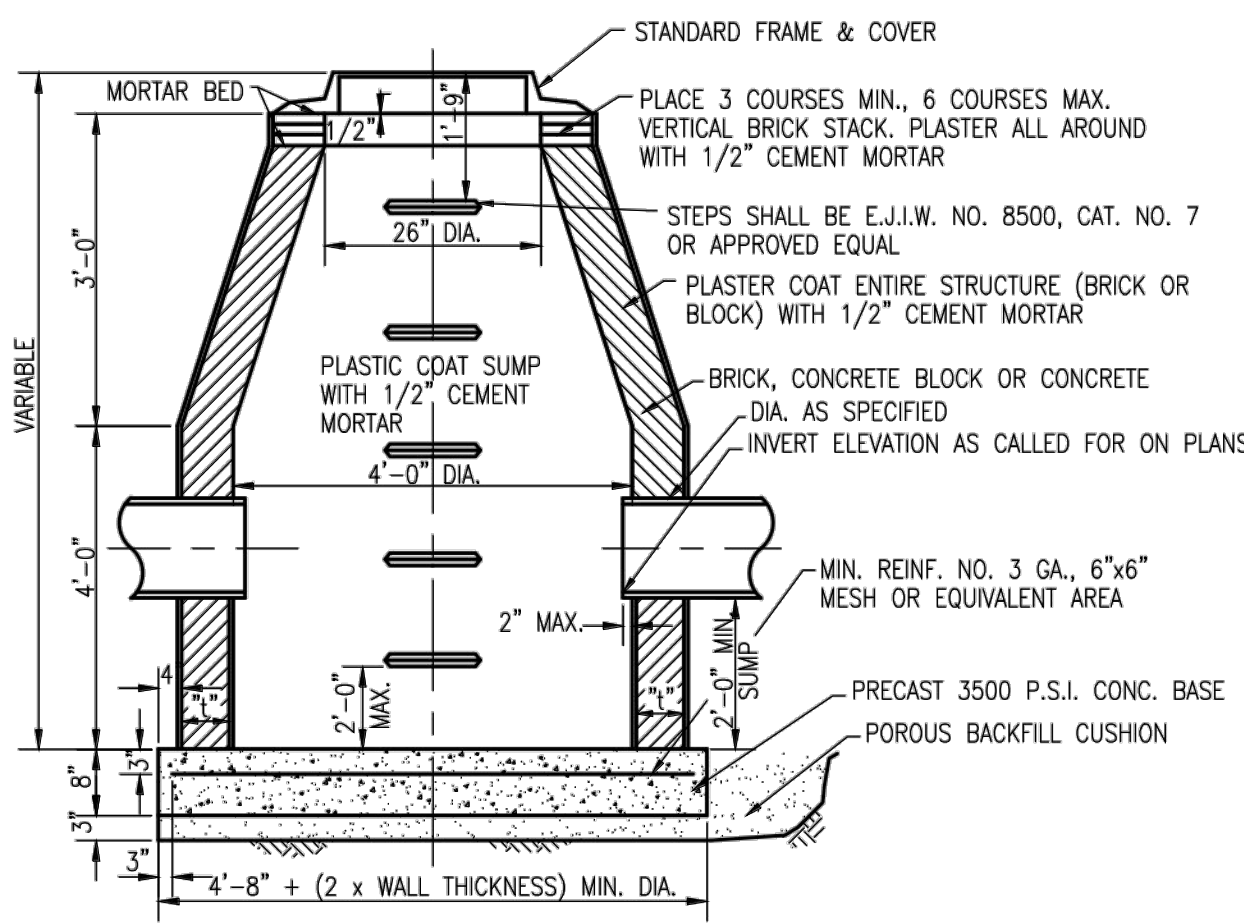 STANDARD FRAME & COVER
MORTAR BED
1/2"
1'-9"
PLACE 3 COURSES MIN., 6 COURSES MAX.
VERTICAL BRICK STACK. PLASTER ALL AROUND
WITH 1/2" CEMENT MORTAR
STEPS SHALL BE E.J.I.W. NO. 8500, CAT. NO. 7
OR APPROVED EQUAL
26" DIA.
3'-0"
PLASTER COAT ENTIRE STRUCTURE (BRICK OR
BLOCK) WITH 1/2" CEMENT MORTAR
VARIABLE
PLASTIC COAT SUMP
WITH 1/2" CEMENT
MORTAR
BRICK, CONCRETE BLOCK OR CONCRETE
DIA. AS SPECIFIED
INVERT ELEVATION AS CALLED FOR ON PLANS
4'-0" DIA.
4'-0"
MIN. REINF. NO. 3 GA., 6"x6"
MESH OR EQUIVALENT AREA
2" MAX.
2'-0" MIN.
SUMP
4
"t"
2'-0"
MAX.
"t"
PRECAST 3500 P.S.I. CONC. BASE
POROUS BACKFILL CUSHION
8"
3"
3"
3"
4'-8" + (2 x WALL THICKNESS) MIN. DIA.